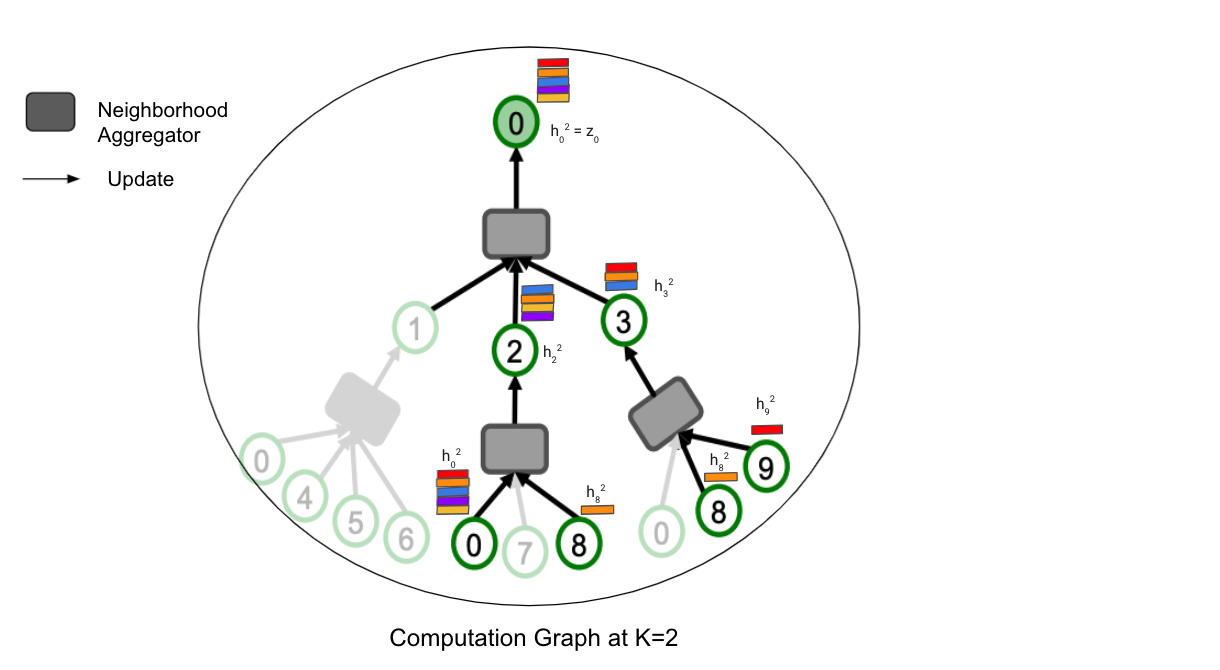 0
h₀² = z₀
Neighborhood
Aggregator
Update
h₃²
1
2
h₂²
3
h₉²
h₀²
h₈²
h₈²
0
4
5
6
0
7
8
0
8
9
Computation Graph at K=2